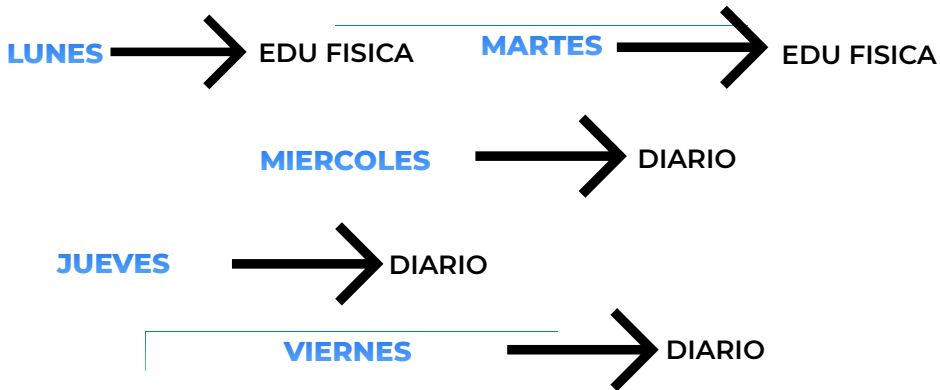 LUNES EDU FISICA MARTES EDU FISICA
MIERCOLES DIARIO
JUEVES DIARIO
VIERNES DIARIO